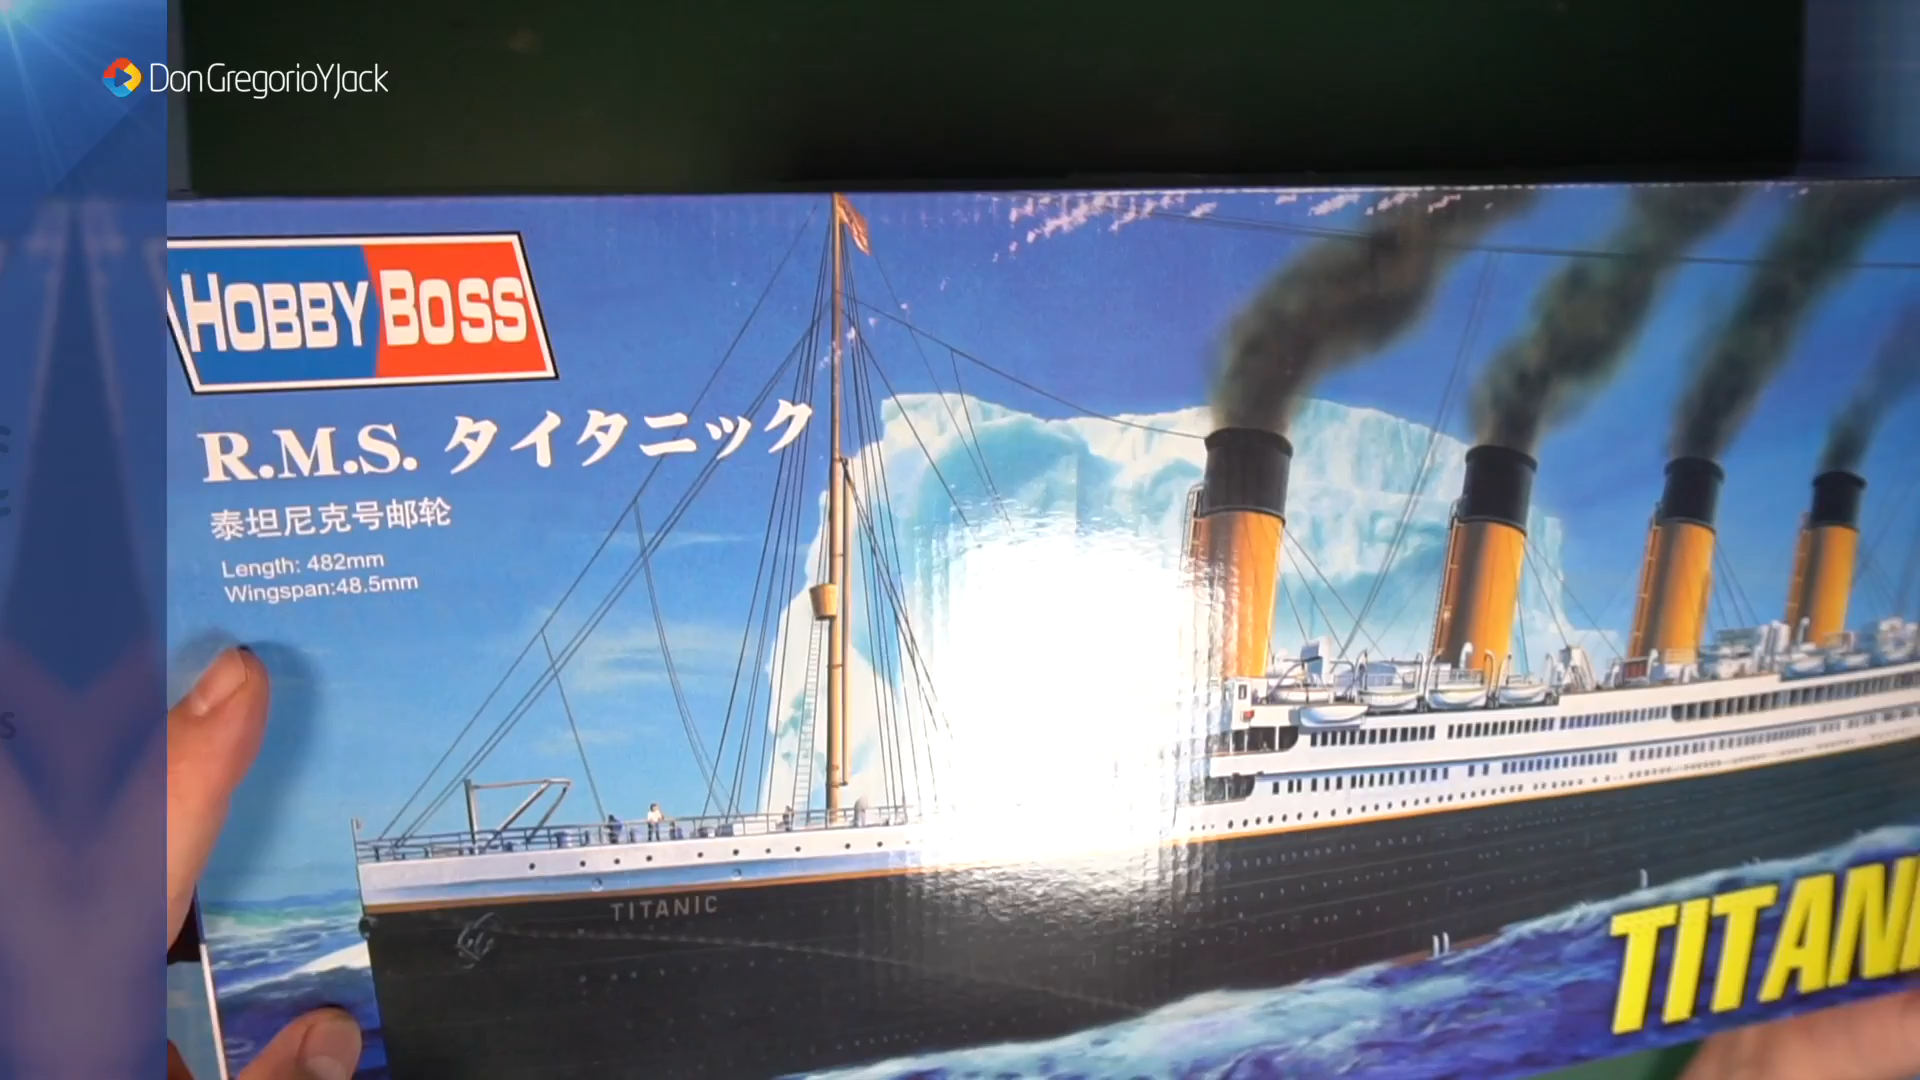 DonGregorioYJack
HOBBY BOSS
R.M.S. タイタニック
泰坦尼克号邮轮
Length: 482mm
Wingspan:48.5mm
TITANIC
TITANI